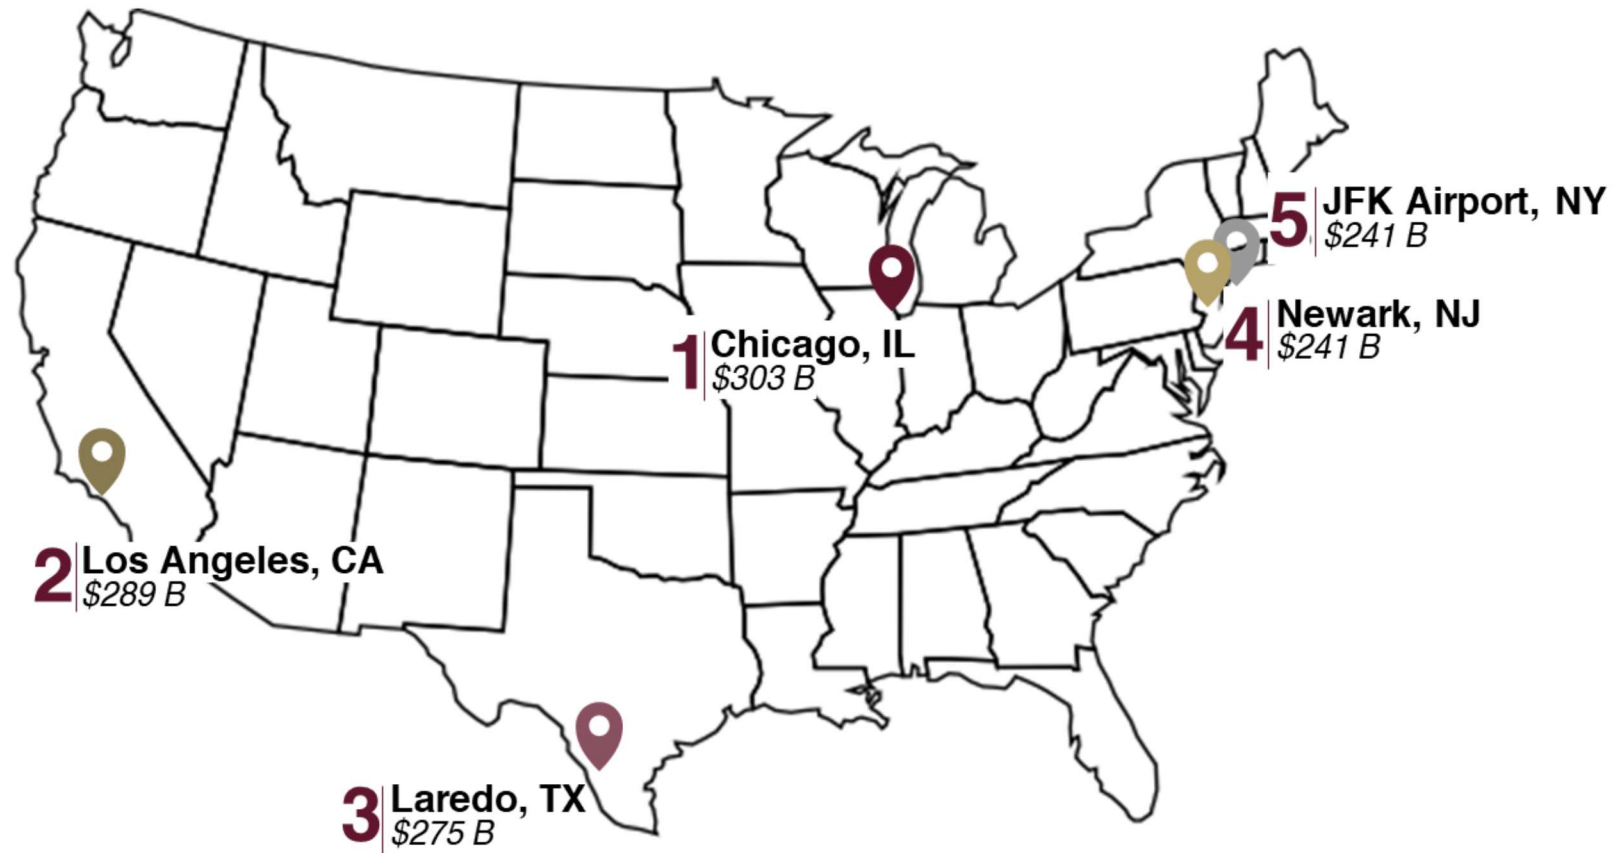 1
Chicago, IL
$303 B
2
Los Angeles, CA
$289 B
3
Laredo, TX
$275 B
4
Newark, NJ
$241 B
5
JFK Airport, NY
$241 B